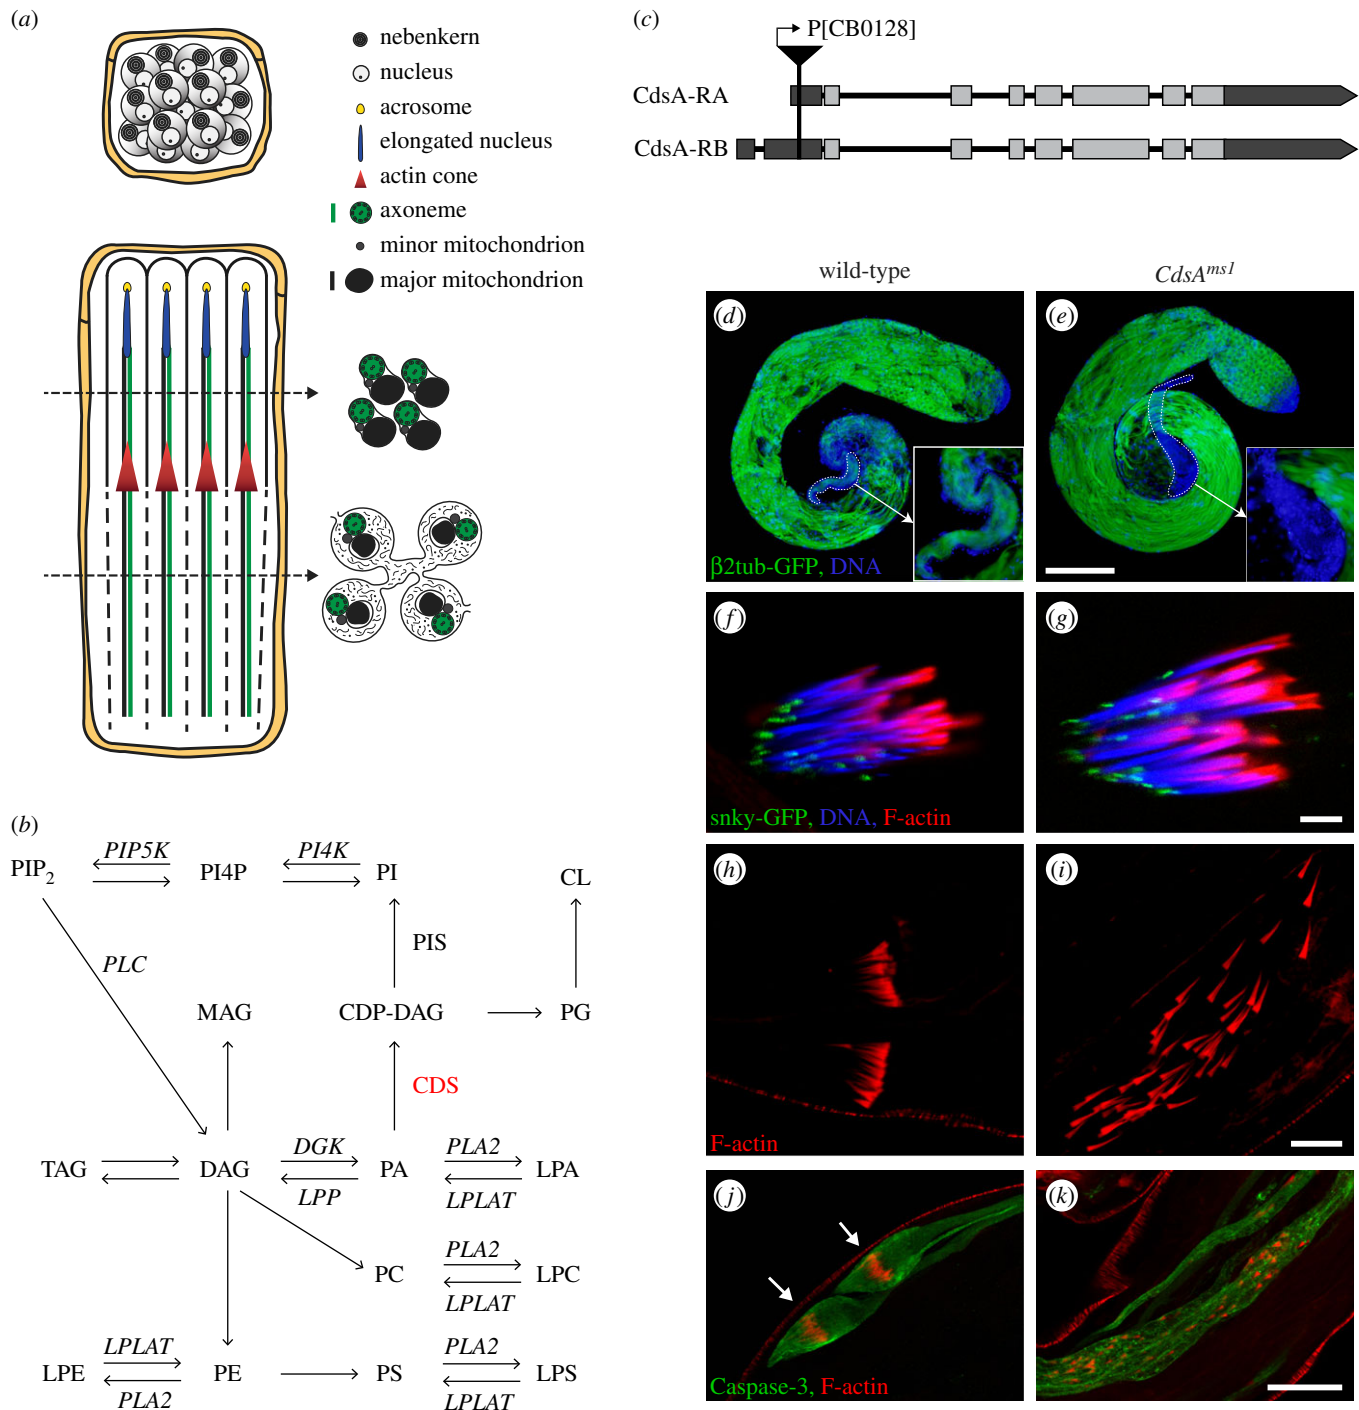 (a)
nebenkern
nucleus
acrosome
elongated nucleus
actin cone
axoneme
minor mitochondrion
major mitochondrion
(b)
PIP5K
PI4K
PIP2
PI4P
PI
CL
PLC
PIS
MAG
CDP-DAG
PG
CDS
DGK
PLA2
TAG
DAG
PA
LPA
LPP
LPLAT
PLA2
PC
LPC
LPLAT
LPLAT
PLA2
LPE
PE
PS
LPS
PLA2
LPLAT
(c)
P[CB0128]
CdsA-RA
CdsA-RB
wild-type
CdsAms1
(d)
(e)
β2tub-GFP, DNA
(f)
(g)
snky-GFP, DNA, F-actin
(h)
(i)
F-actin
(j)
(k)
Caspase-3, F-actin